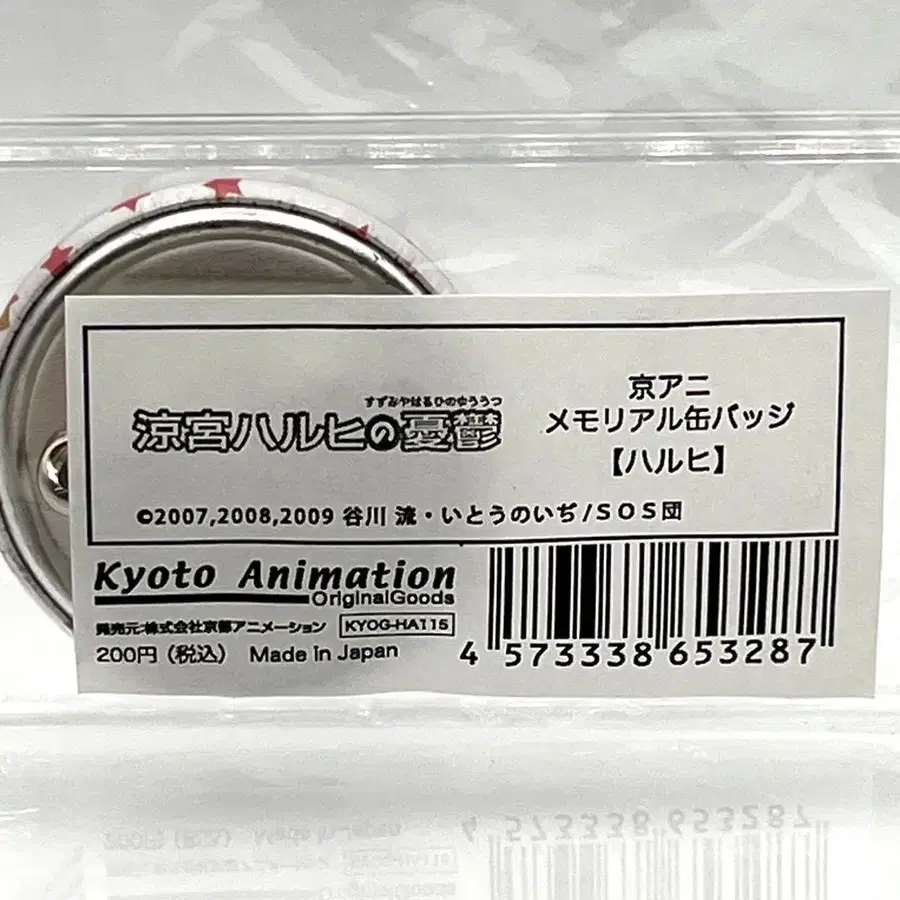 すずみやはるひのゆううつ
涼宮ハルヒの憂鬱
京アニ
メモリアル缶バッジ
【ハルヒ】
©2007,2008,2009 谷川 流・いとうのいぢ/SOS団
Kyoto Animation
OriginalGoods
発売元:株式会社京都アニメーション KYOG-HA115
200円(税込) Made in Japan
4 573338 653287